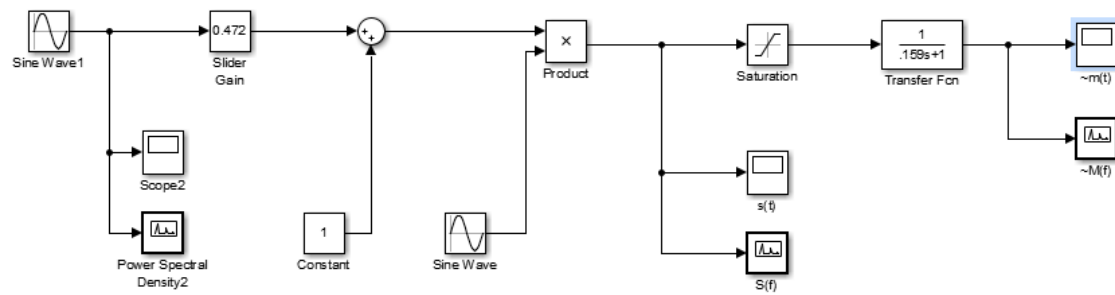 Sine Wave1
0.472
Slider
Gain
+
+
×
Product
Saturation
1
.159s+1
Transfer Fcn
~m(t)
Scope2
s(t)
~M(f)
Power Spectral
Density2
1
Constant
Sine Wave
S(f)